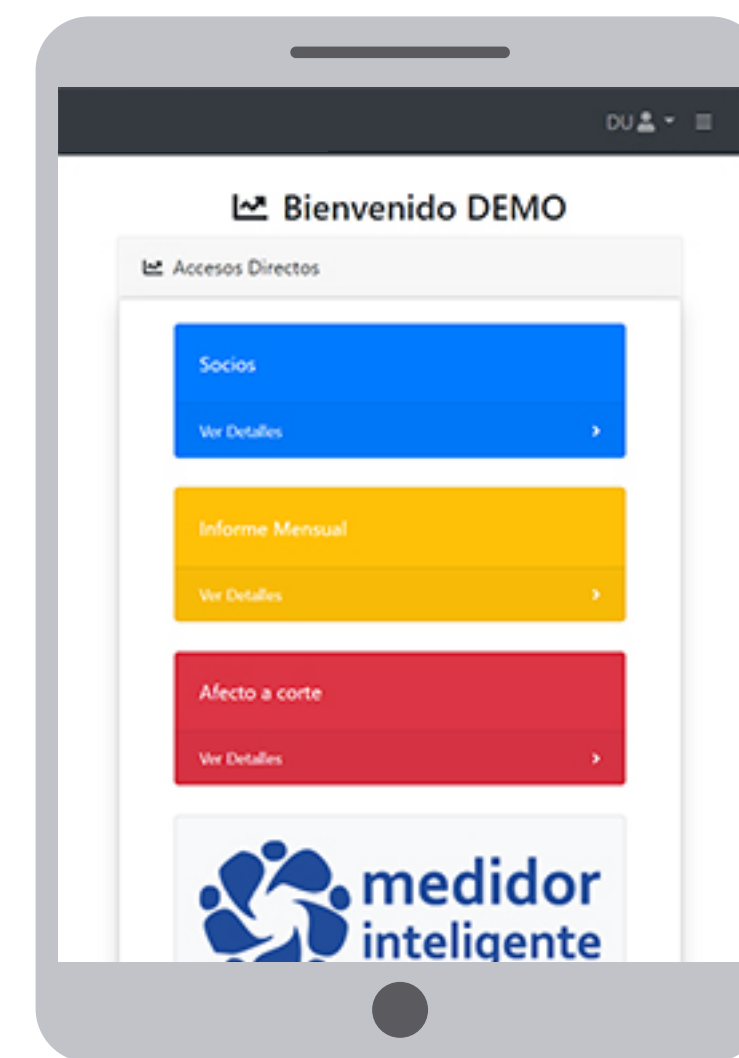 DU
Bienvenido DEMO
Accesos Directos
Socios
Ver Detalles
Informe Mensual
Ver Detalles
Afecto a corte
Ver Detalles
medidor
inteligente